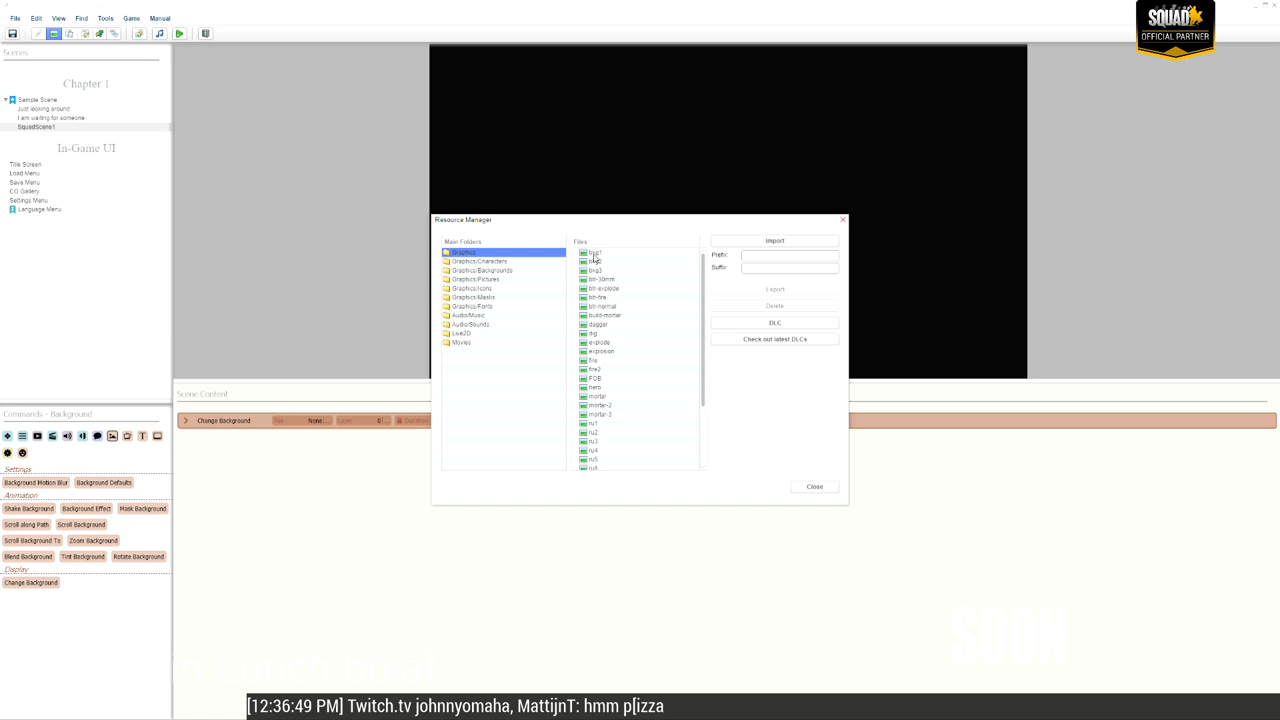 File Edit View Find Tools Game Manual
SQUAD
OFFICIAL PARTNER
Scenes
Chapter 1
Sample Scene
Just looking around
I am waiting for someone
SquadScene1
In-Game UI
Title Screen
Load Menu
Save Menu
CG Gallery
Settings Menu
Language Menu
Resource Manager
Main Folders
Graphics
Graphics/Characters
Graphics/Backgrounds
Graphics/Pictures
Graphics/Icons
Graphics/Masks
Graphics/Fonts
Audio/Music
Audio/Sounds
Live2D
Movies
Files
bkg3
btr-30mm
btr-explode
btr-fire
btr-normal
build-mortar
dagger
dig
explode
explosion
fire
fire2
FOB
hero
mortar
mortar-2
mortar-3
ru1
ru2
ru3
ru4
ru5
ru6
Import
Prefix:
Suffix:
Export
Delete
DLC
Check out latest DLCs
Close
Scene Content
Change Background File None Layer 0 Duration
Commands - Background
Settings
Background Motion Blur Background Defaults
Animation
Shake Background Background Effect Mask Background
Scroll along Path Scroll Background
Scroll Background To Zoom Background
Blend Background Tint Background Rotate Background
Display
Change Background
[12:36:49 PM] Twitch.tv johnnyomaha, MattijnT: hmm p[izza